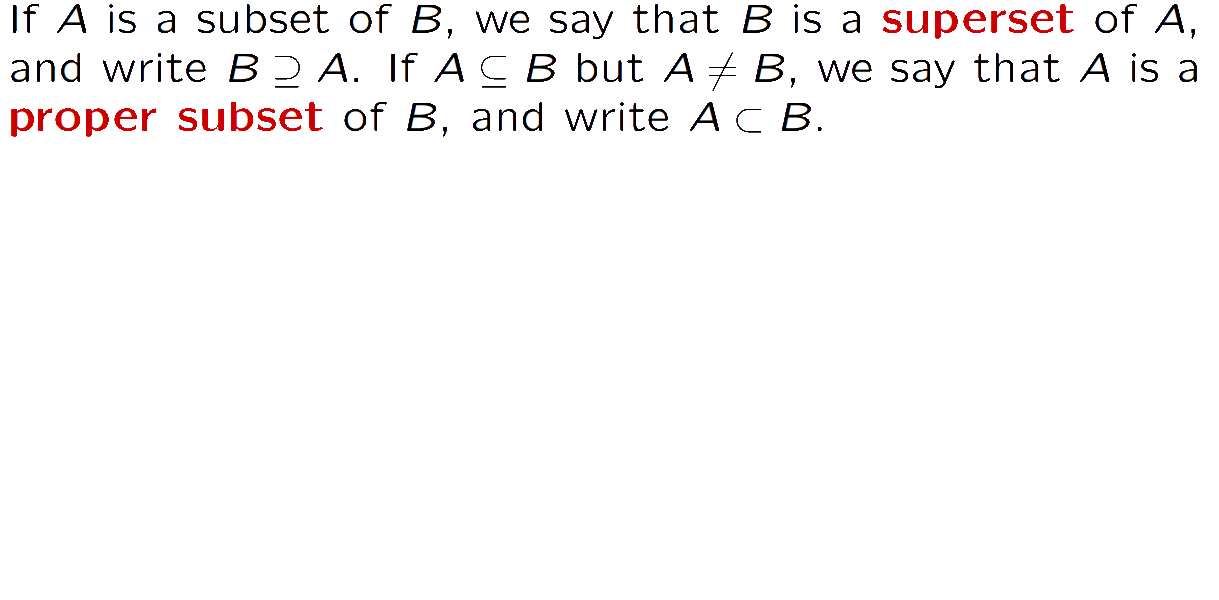 If A is a subset of B, we say that B is a superset of A,
and write B ⊇ A. If A ⊆ B but A ≠ B, we say that A is a
proper subset of B, and write A ⊂ B.